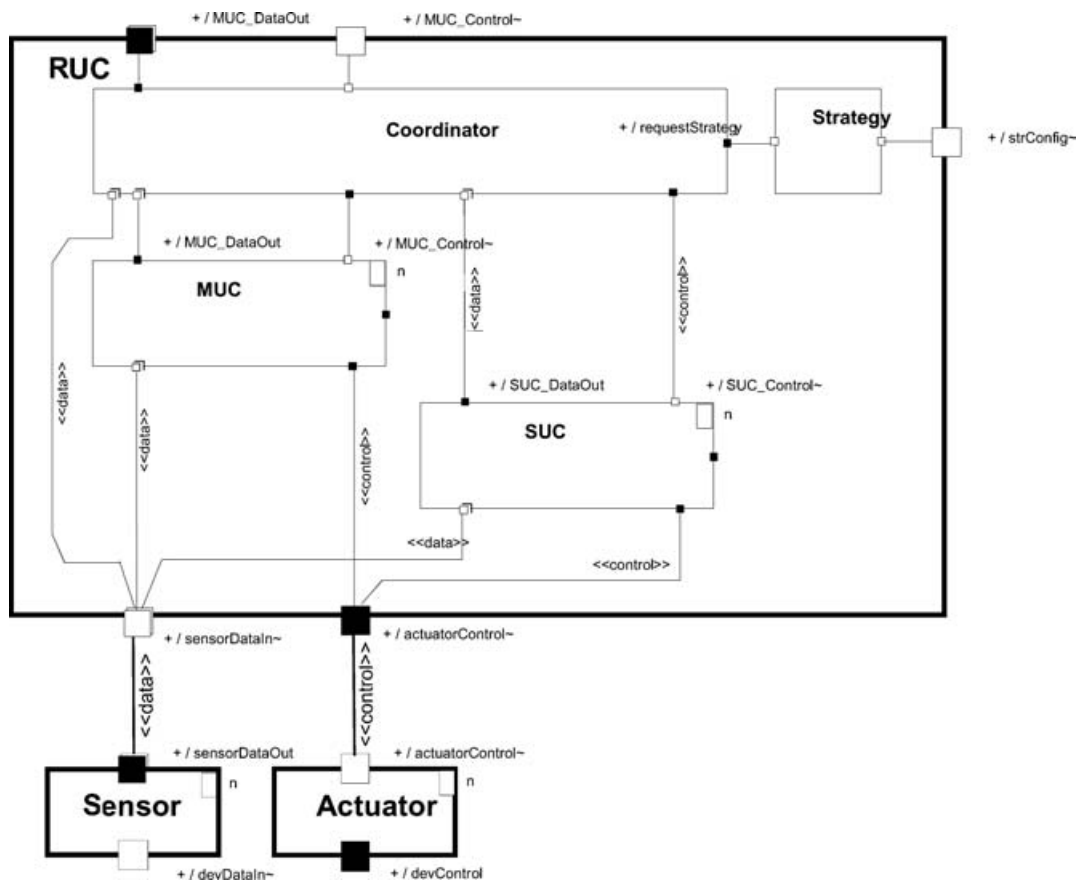 + / MUC_DataOut
+ / MUC_Control~
RUC
Coordinator
+ / requestStrategy
Strategy
+ / strConfig~
+ / MUC_DataOut
+ / MUC_Control~
n
MUC
<<data>>
<<control>>
<<data>>
<<data>>
<<control>>
+ / SUC_DataOut
+ / SUC_Control~
n
SUC
<<data>>
<<control>>
+ / sensorDataIn~
+ / actuatorControl~
<<data>>
<<control>>
+ / sensorDataOut
+ / actuatorControl~
n
n
Sensor
Actuator
+ / devDataIn~
+ / devControl